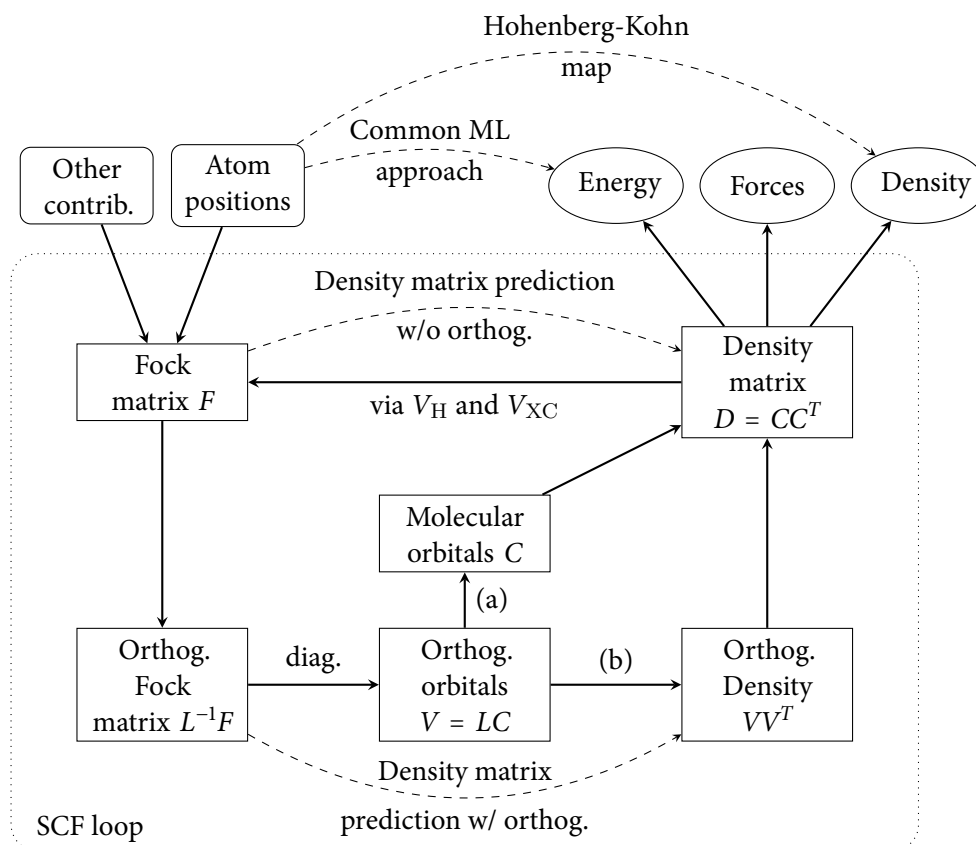 Hohenberg-Kohn
map
Common ML
approach
Other
contrib.
Atom
positions
Energy
Forces
Density
Density matrix prediction
w/o orthog.
Fock
matrix F
via V_H and V_XC
Density
matrix
D = CC^T
Molecular
orbitals C
(a)
Orthog.
Fock
matrix L^{-1}F
diag.
Orthog.
orbitals
V = LC
(b)
Orthog.
Density
VV^T
Density matrix
prediction w/ orthog.
SCF loop